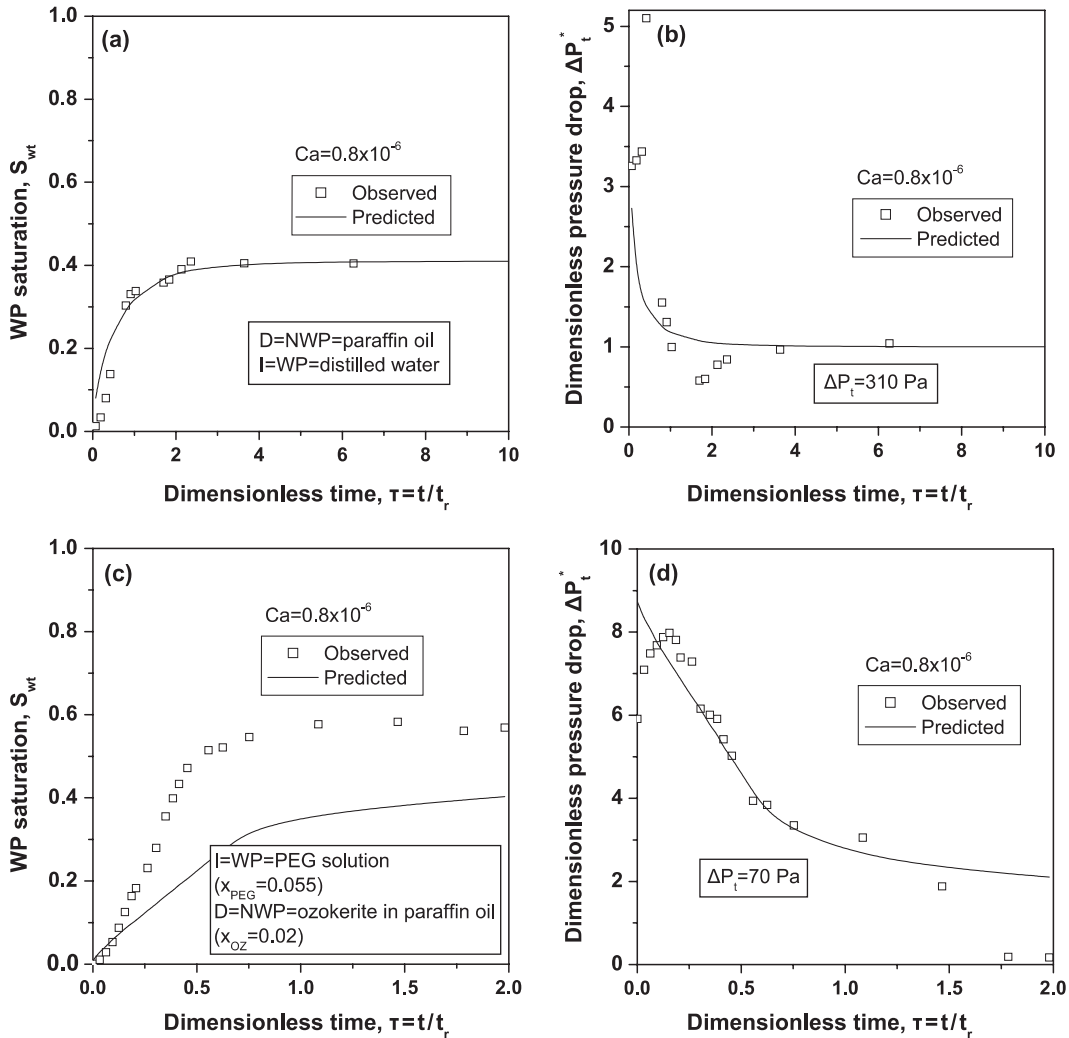 (a)
WP saturation, S_wt
1.0
0.8
0.6
0.4
0.2
0.0
Ca=0.8x10^-6
Observed
Predicted
D=NWP=paraffin oil
I=WP=distilled water
0 2 4 6 8 10
Dimensionless time, τ=t/t_r
(b)
Dimensionless pressure drop, ΔP_t^*
5
4
3
2
1
0
Ca=0.8x10^-6
Observed
Predicted
ΔP_t=310 Pa
0 2 4 6 8 10
Dimensionless time, τ=t/t_r
(c)
WP saturation, S_wt
1.0
0.8
0.6
0.4
0.2
0.0
Ca=0.8x10^-6
Observed
Predicted
I=WP=PEG solution
(x_PEG=0.055)
D=NWP=ozokerite in paraffin oil
(x_OZ=0.02)
0.0 0.5 1.0 1.5 2.0
Dimensionless time, τ=t/t_r
(d)
Dimensionless pressure drop, ΔP_t^*
10
8
6
4
2
0
Ca=0.8x10^-6
Observed
Predicted
ΔP_t=70 Pa
0.0 0.5 1.0 1.5 2.0
Dimensionless time, τ=t/t_r